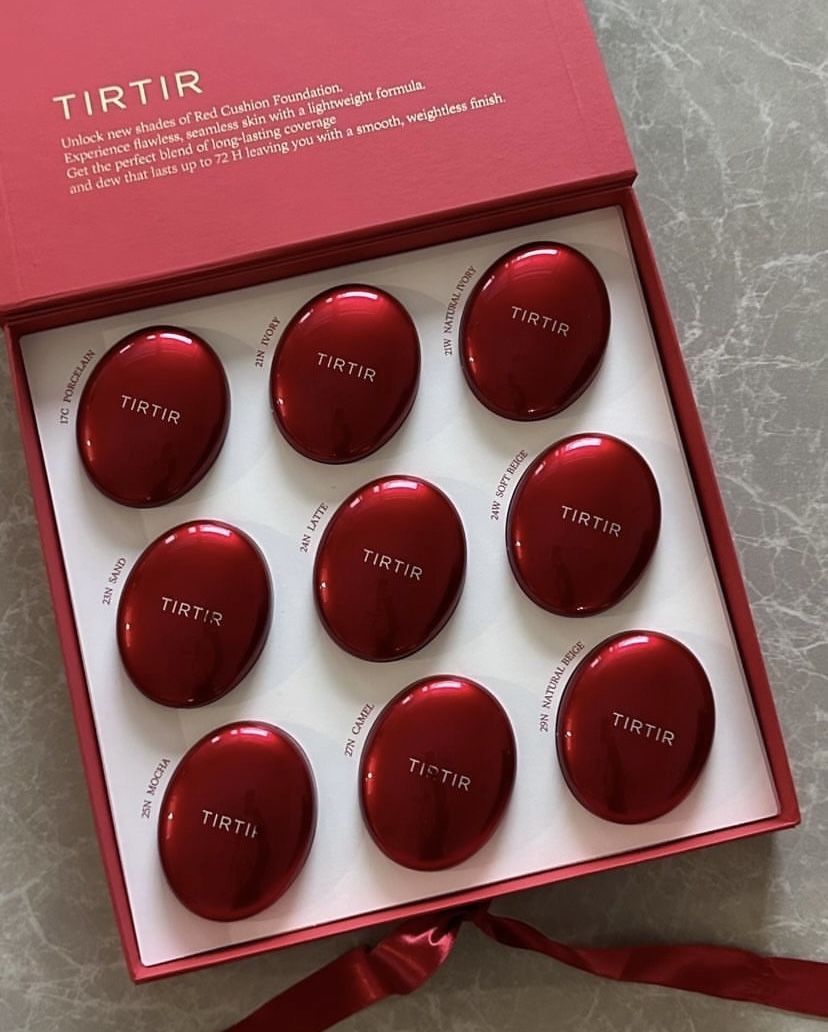 TIRTIR
Unlock new shades of Red Cushion Foundation.
Experience flawless, seamless skin with a lightweight formula.
Get the perfect blend of long-lasting coverage
and dew that lasts up to 72 H leaving you with a smooth, weightless finish.
17C PORCELAIN
TIRTIR
21N IVORY
TIRTIR
21W NATURAL IVORY
TIRTIR
23N SAND
TIRTIR
24N LATTE
TIRTIR
24W SOFT BEIGE
TIRTIR
25N MOCHA
TIRTIR
27N CAMEL
TIRTIR
29N NATURAL BEIGE
TIRTIR